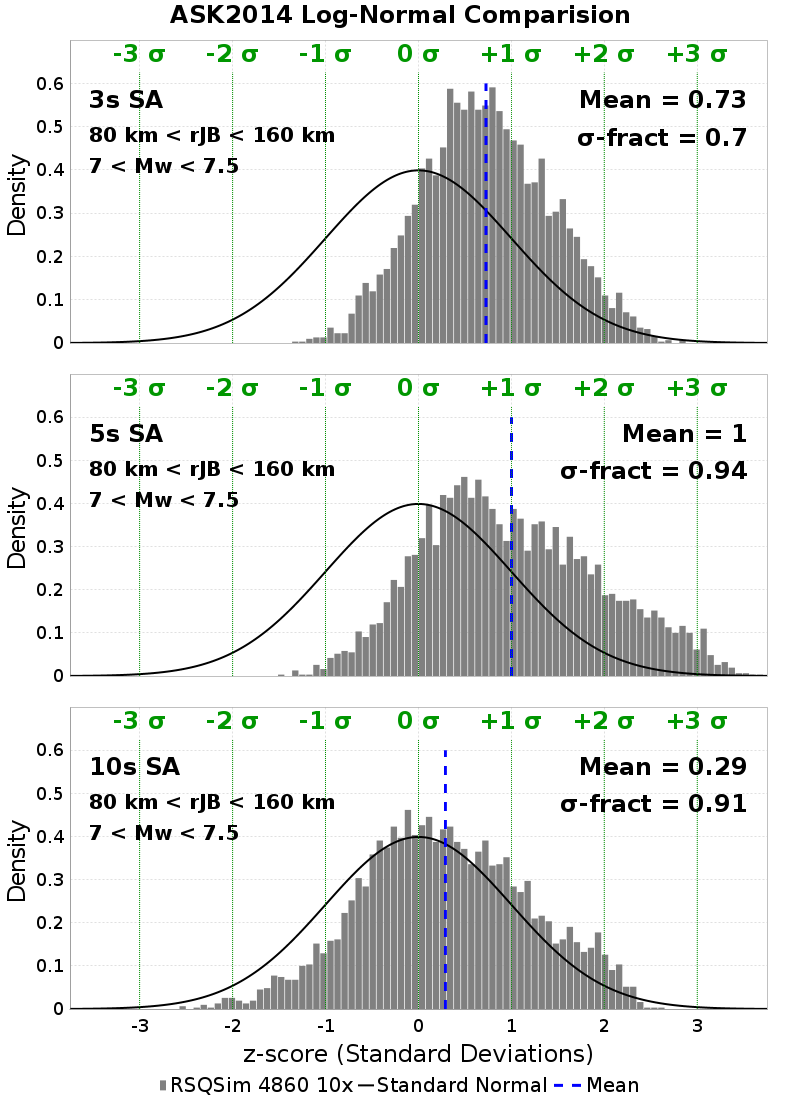 ASK2014 Log-Normal Comparision
-3 σ -2 σ -1 σ 0 σ +1 σ +2 σ +3 σ
3s SA
Mean = 0.73
80 km < rJB < 160 km
σ-fract = 0.7
7 < Mw < 7.5
Density
0.6
0.5
0.4
0.3
0.2
0.1
0
-3 σ -2 σ -1 σ 0 σ +1 σ +2 σ +3 σ
5s SA
Mean = 1
80 km < rJB < 160 km
σ-fract = 0.94
7 < Mw < 7.5
Density
0.6
0.5
0.4
0.3
0.2
0.1
0
-3 σ -2 σ -1 σ 0 σ +1 σ +2 σ +3 σ
10s SA
Mean = 0.29
80 km < rJB < 160 km
σ-fract = 0.91
7 < Mw < 7.5
Density
0.6
0.5
0.4
0.3
0.2
0.1
0
-3 -2 -1 0 1 2 3
z-score (Standard Deviations)
RSQSim 4860 10x Standard Normal Mean